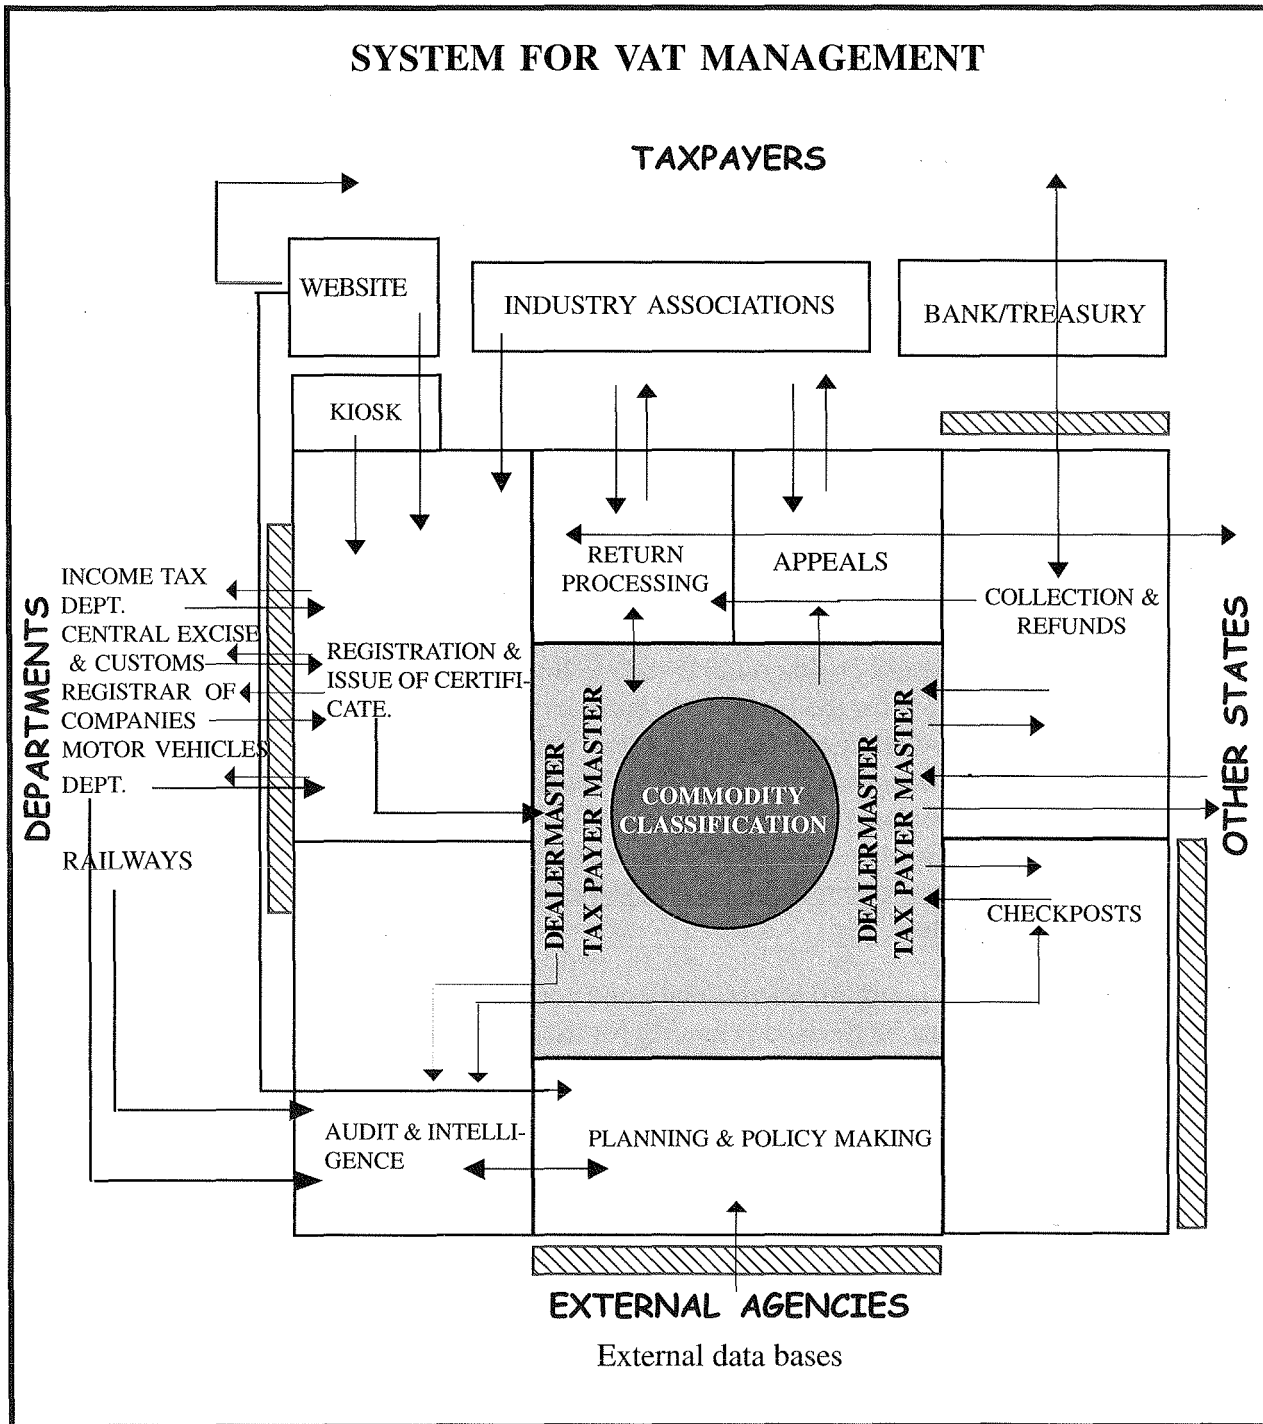 SYSTEM FOR VAT MANAGEMENT
TAXPAYERS
WEBSITE
INDUSTRY ASSOCIATIONS
BANK/TREASURY
KIOSK
RETURN
PROCESSING
APPEALS
COLLECTION &
REFUNDS
DEPARTMENTS
INCOME TAX
DEPT.
CENTRAL EXCISE
& CUSTOMS
REGISTRAR OF
COMPANIES
MOTOR VEHICLES
DEPT.
RAILWAYS
REGISTRATION &
ISSUE OF CERTIFI-
CATE.
DEALERMASTER
TAX PAYER MASTER
COMMODITY
CLASSIFICATION
DEALERMASTER
TAX PAYER MASTER
OTHER STATES
CHECKPOSTS
AUDIT & INTELLI-
GENCE
PLANNING & POLICY MAKING
EXTERNAL AGENCIES
External data bases